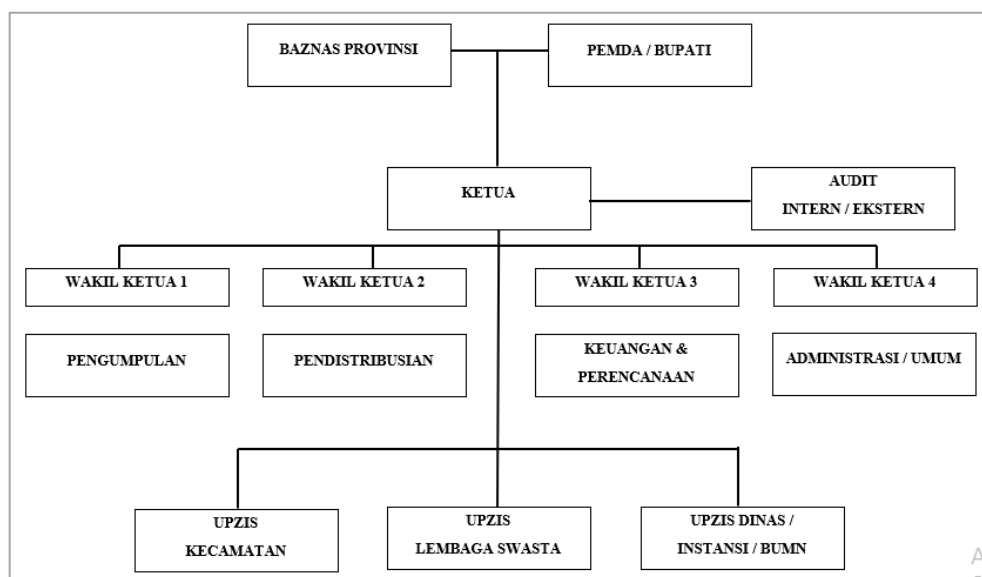 BAZNAS PROVINSI
PEMDA / BUPATI
KETUA
AUDIT
INTERN / EKSTERN
WAKIL KETUA 1
WAKIL KETUA 2
WAKIL KETUA 3
WAKIL KETUA 4
PENGUMPULAN
PENDISTRIBUSIAN
KEUANGAN &
PERENCANAAN
ADMINISTRASI / UMUM
UPZIS
KECAMATAN
UPZIS
LEMBAGA SWASTA
UPZIS DINAS /
INSTANSI / BUMN